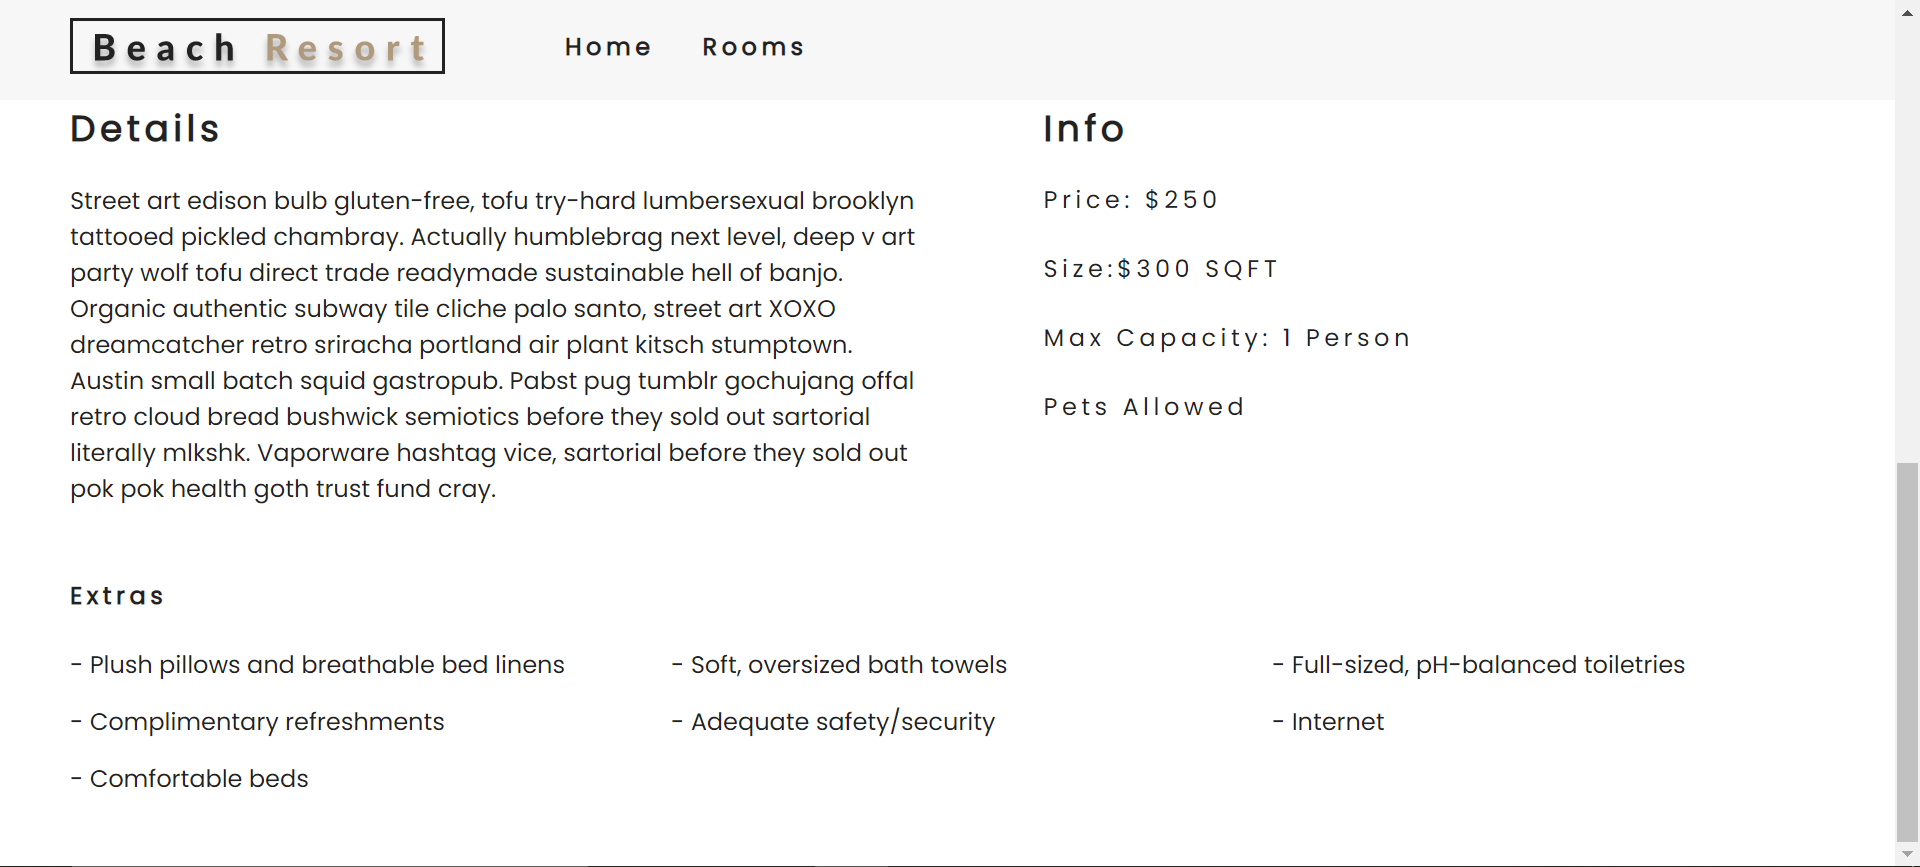 Beach Resort
Home
Rooms
Details
Street art edison bulb gluten-free, tofu try-hard lumbersexual brooklyn
tattooed pickled chambray. Actually humblebrag next level, deep v art
party wolf tofu direct trade readymade sustainable hell of banjo.
Organic authentic subway tile cliche palo santo, street art XOXO
dreamcatcher retro sriracha portland air plant kitsch stumptown.
Austin small batch squid gastropub. Pabst pug tumblr gochujang offal
retro cloud bread bushwick semiotics before they sold out sartorial
literally mlkshk. Vaporware hashtag vice, sartorial before they sold out
pok pok health goth trust fund cray.
Info
Price: $250
Size:$300 SQFT
Max Capacity: 1 Person
Pets Allowed
Extras
- Plush pillows and breathable bed linens
- Soft, oversized bath towels
- Full-sized, pH-balanced toiletries
- Complimentary refreshments
- Adequate safety/security
- Internet
- Comfortable beds